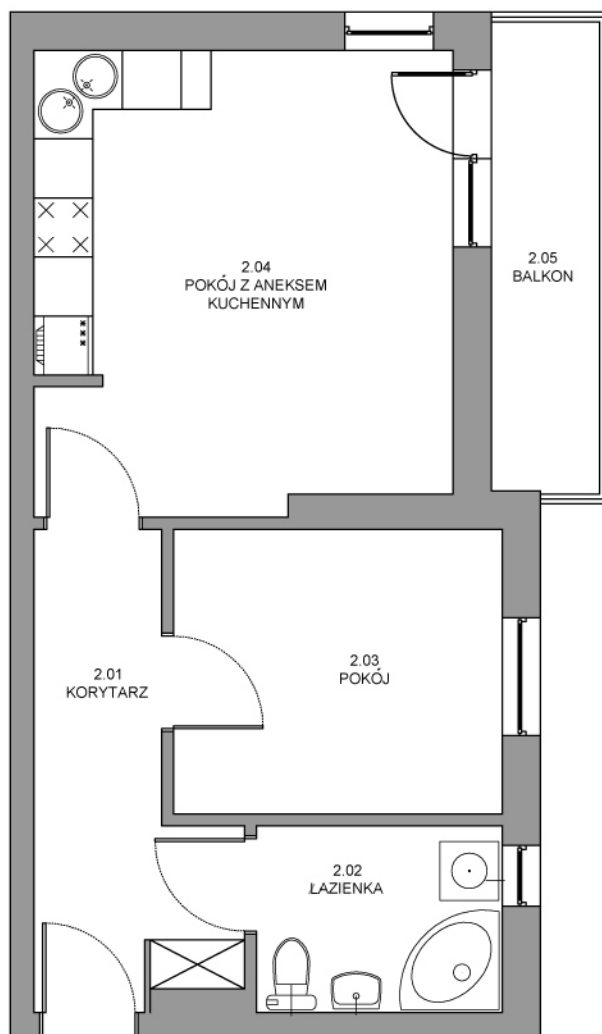 2.04
POKÓJ Z ANEKSEM
KUCHENNYM
2.05
BALKON
2.01
KORYTARZ
2.03
POKÓJ
2.02
ŁAZIENKA